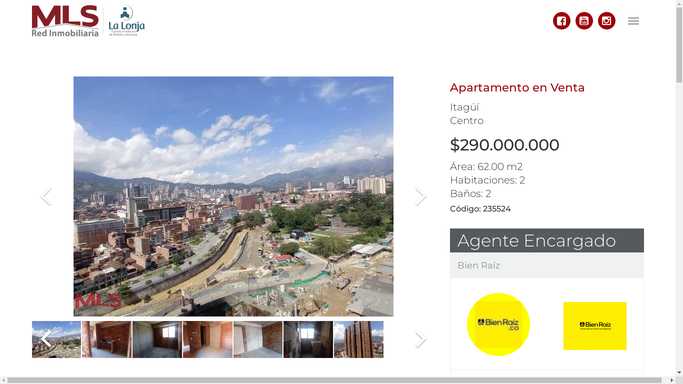 MLS
Red Inmobiliaria
La Lonja
Apartamento en Venta
Itagüí
Centro
$290.000.000
Área: 62.00 m2
Habitaciones: 2
Baños: 2
Código: 235524
MLS
Agente Encargado
Bien Raíz
Bien Raíz
.co
Bien Raíz